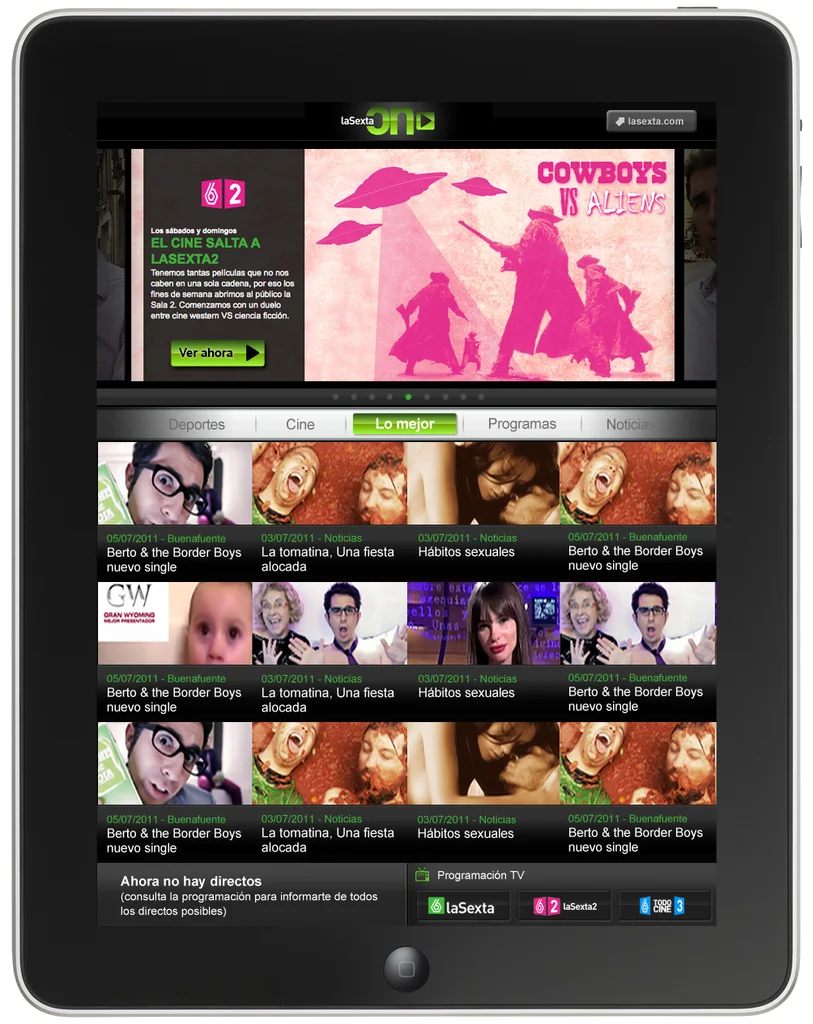 laSexta ON
lasexta.com
6 2
Los sábados y domingos
EL CINE SALTA A
LASEXTA2
Tenemos tantas películas que no nos
caben en una sola cadena, por eso los
fines de semana abrimos al público la
Sala 2. Comenzamos con un duelo
entre cine western VS ciencia ficción.
Ver ahora
COWBOYS
VS ALIENS
Deportes Cine Lo mejor Programas Noticias
05/07/2011 - Buenafuente
Berto & the Border Boys
nuevo single
03/07/2011 - Noticias
La tomatina, Una fiesta
alocada
03/07/2011 - Noticias
Hábitos sexuales
05/07/2011 - Buenafuente
Berto & the Border Boys
nuevo single
GW
GRAN WYOMING
MEJOR PRESENTADOR
05/07/2011 - Buenafuente
Berto & the Border Boys
nuevo single
03/07/2011 - Noticias
La tomatina, Una fiesta
alocada
03/07/2011 - Noticias
Hábitos sexuales
05/07/2011 - Buenafuente
Berto & the Border Boys
nuevo single
05/07/2011 - Buenafuente
Berto & the Border Boys
nuevo single
03/07/2011 - Noticias
La tomatina, Una fiesta
alocada
03/07/2011 - Noticias
Hábitos sexuales
05/07/2011 - Buenafuente
Berto & the Border Boys
nuevo single
Ahora no hay directos
(consulta la programación para informarte de todos
los directos posibles)
Programación TV
6 laSexta
6 2 laSexta2
6 TODO CINE 3